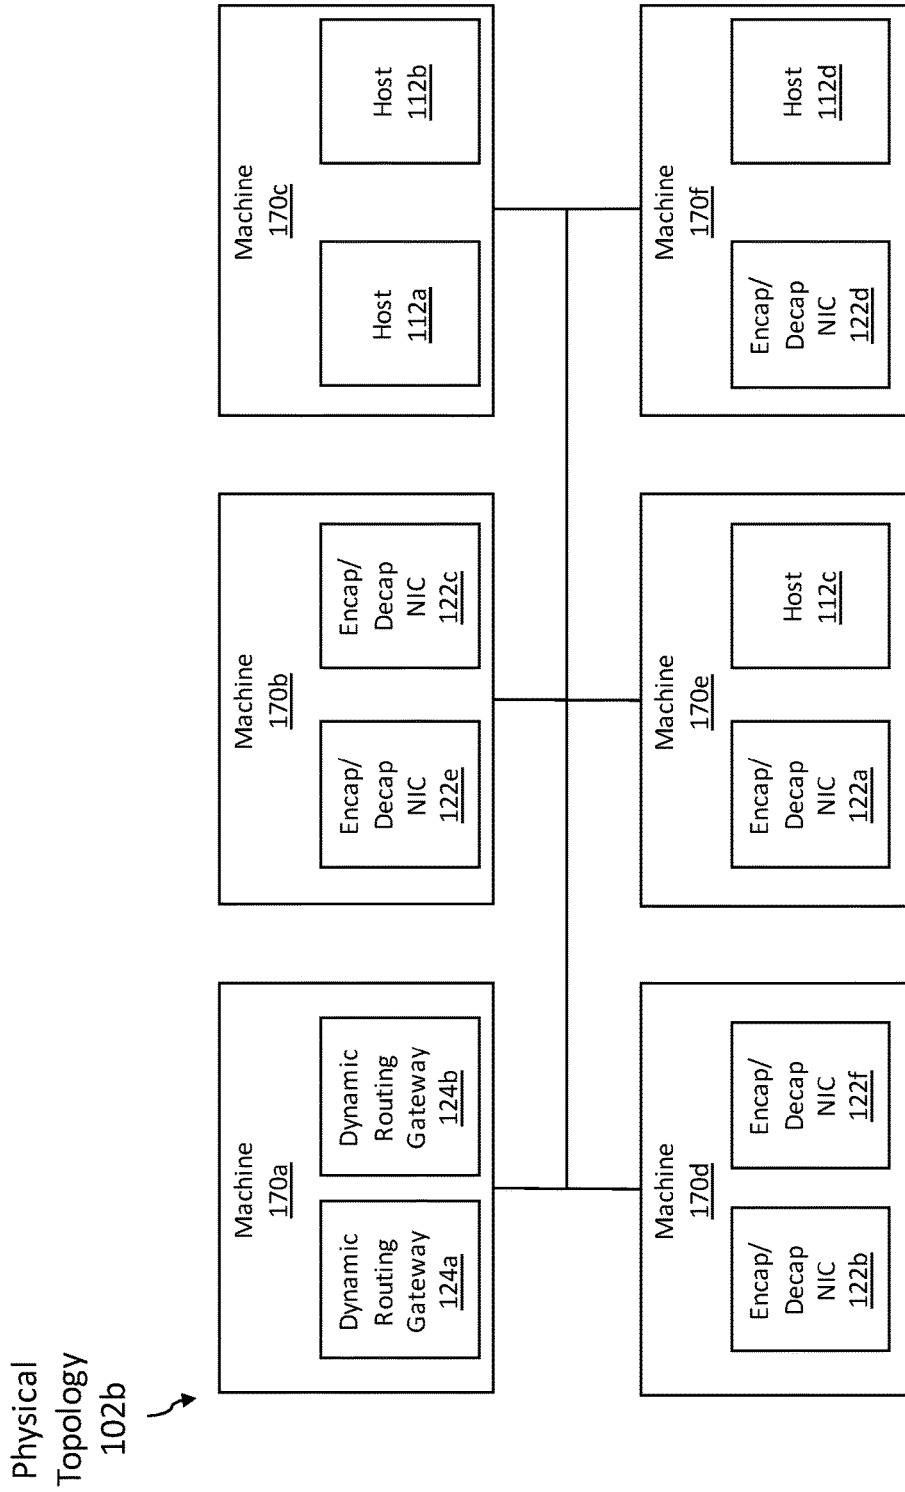 Physical
Topology
102b
Machine
170a
Dynamic
Routing
Gateway
124a
Dynamic
Routing
Gateway
124b
Machine
170b
Encap/
Decap
NIC
122e
Encap/
Decap
NIC
122c
Machine
170c
Host
112a
Host
112b
Machine
170d
Encap/
Decap
NIC
122b
Encap/
Decap
NIC
122f
Machine
170e
Encap/
Decap
NIC
122a
Host
112c
Machine
170f
Encap/
Decap
NIC
122d
Host
112d